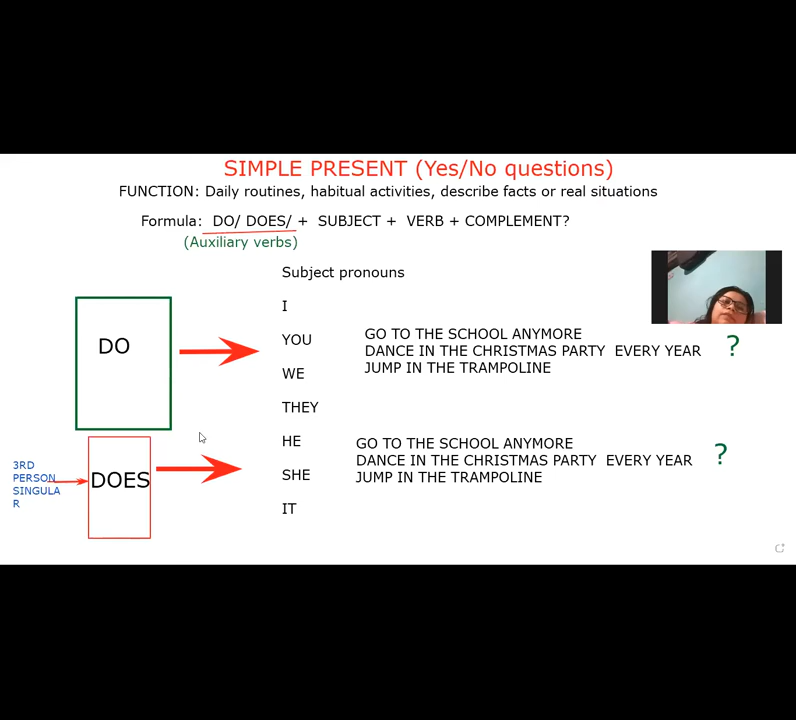 SIMPLE PRESENT (Yes/No questions)
FUNCTION: Daily routines, habitual activities, describe facts or real situations
Formula: DO/ DOES/ + SUBJECT + VERB + COMPLEMENT?
(Auxiliary verbs)
Subject pronouns
I
DO
YOU
WE
THEY
GO TO THE SCHOOL ANYMORE
DANCE IN THE CHRISTMAS PARTY EVERY YEAR
JUMP IN THE TRAMPOLINE
?
3RD
PERSON
SINGULA
R
DOES
HE
SHE
IT
GO TO THE SCHOOL ANYMORE
DANCE IN THE CHRISTMAS PARTY EVERY YEAR
JUMP IN THE TRAMPOLINE
?